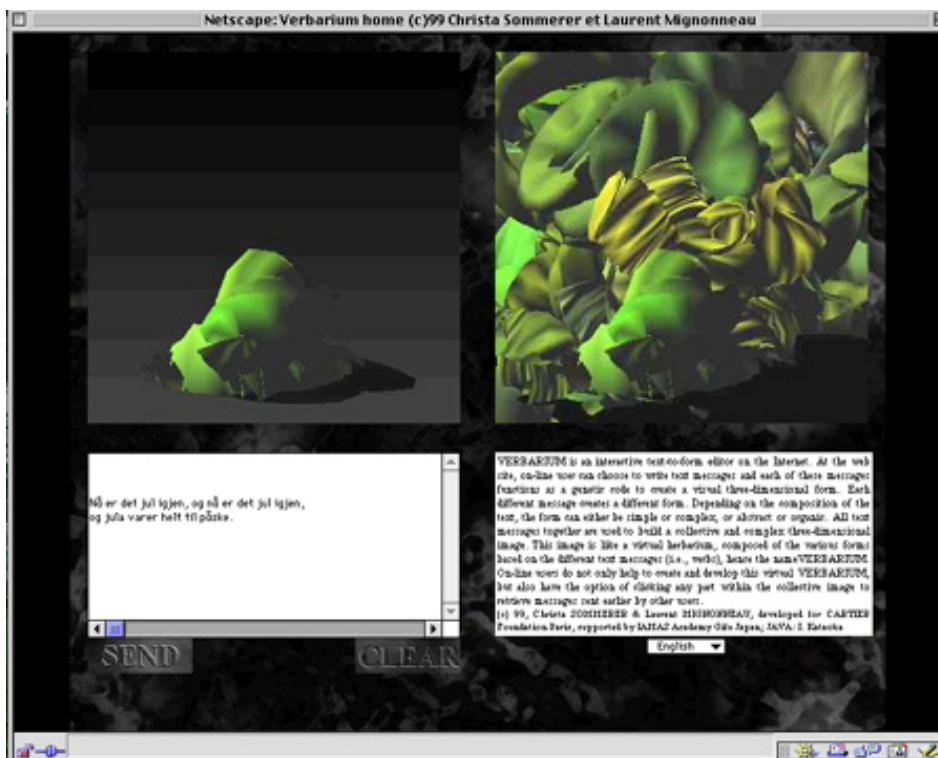 Netscape: Verbarium home (c)99 Christa Sommerer et Laurent Mignonneau
Nå er det jul igjen, og nå er det jul igjen,
og jula varer helt til påske.
SEND
CLEAR
VERBARIUM is an interactive text-to-form editor on the Internet. At the web
site, on-line user can choose to write text messages and each of these messages
functions as a genetic code to create a virtual three-dimensional form. Each
different message creates a different form. Depending on the composition of the
text, the form can either be simple or complex, or abstract or organic. All text
messages together are used to build a collective and complex three-dimensional
image. This image is like a virtual herbarium, composed of the various forms
based on the different text messages (i.e., verbs), hence the nameVERBARIUM.
On-line users do not only help to create and develop this virtual VERBARIUM,
but also have the option of clicking any part within the collective image to
retrieve messages sent earlier by other users.
(c) 99, Christa SOMMERER & Laurent MIGNONNEAU, developed for CARTIER
Foundation Paris, supported by IAMAS Academy Gifu Japan; JAVA: S. Kataoka
English